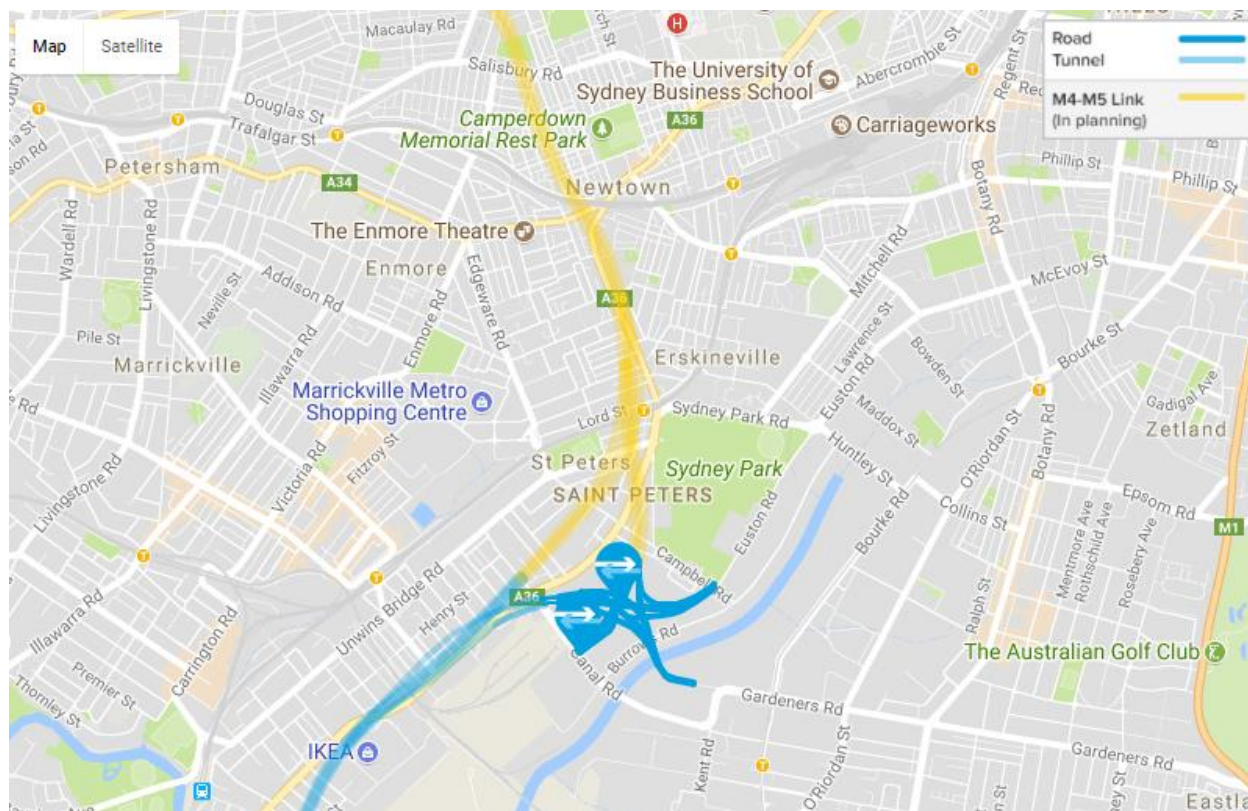 Map
Satellite
Macaulay Rd
Church St
H
Road
Tunnel
M4-M5 Link
(In planning)
Salisbury Rd
The University of
Sydney Business School
Abercrombie St
Regent St
Douglas St
Trafalgar St
Camperdown
Memorial Rest Park
A36
Carriageworks
Petersham
A34
Newtown
Botany Rd
Phillip St
Phillip St
Wardell Rd
Livingstone Rd
The Enmore Theatre
Enmore
Edgeware Rd
Mitchell Rd
McEvoy St
Addison Rd
Neville St
A36
Pile St
Marrickville
Illawarra Rd
Enmore Rd
Erskineville
Lawrence St
Euston Rd
Bowden St
Bourke St
Marrickville Metro
Shopping Centre
Lord St
Sydney Park Rd
Maddox St
Gadigal Ave
Zetland
Fitzroy St
Victoria Rd
St Peters
Sydney Park
Huntley St
O'Riordan St
Botany Rd
Livingstone Rd
SAINT PETERS
Euston Rd
Bourke Rd
Collins St
Epsom Rd
M1
Mentmore Ave
Rothschild Ave
Rosebery Ave
Campbell Rd
Unwins Bridge Rd
Henry St
A36
Illawarra Rd
Carrington Rd
Ralph St
Premier St
Thornley St
Canal Rd
The Australian Golf Club
Gardeners Rd
IKEA
Kent Rd
O'Riordan St
Gardeners Rd